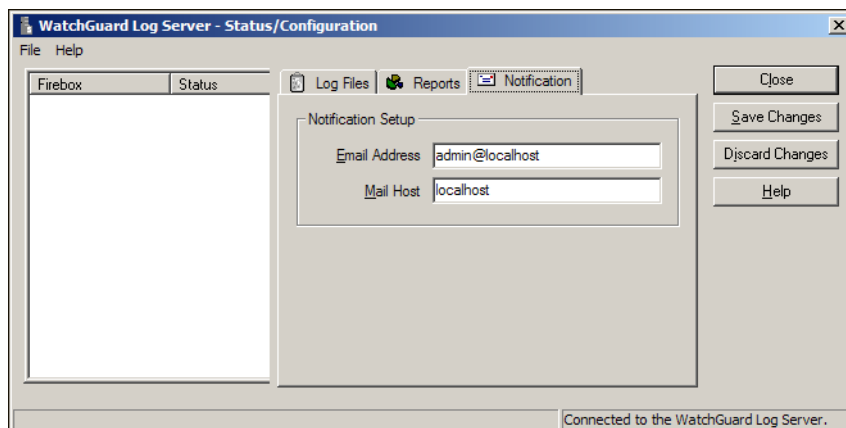 WatchGuard Log Server - Status/Configuration
File Help
Firebox Status
Log Files Reports Notification
Notification Setup
Email Address admin@localhost
Mail Host localhost
Close
Save Changes
Discard Changes
Help
Connected to the WatchGuard Log Server.